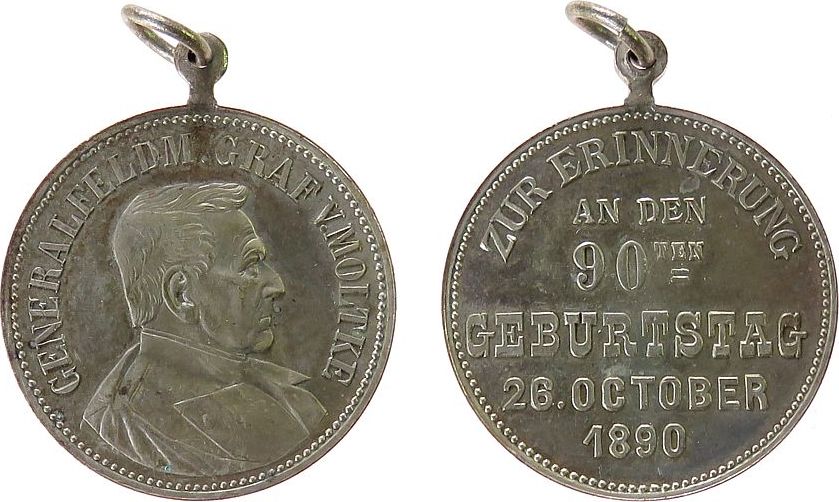 GENERALFELDM. GRAF V. MOLTKE
ZUR ERINNERUNG
AN DEN
90TEN
GEBURTSTAG
26. OCTOBER
1890